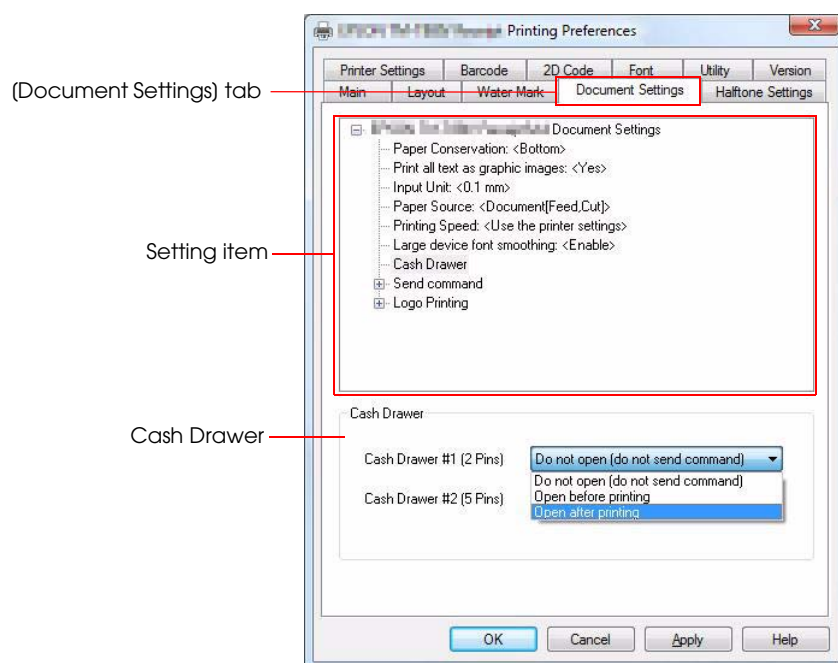 Printing Preferences
Printer Settings Barcode 2D Code Font Utility Version
[Document Settings] tab
Main Layout Water Mark Document Settings Halftone Settings
Document Settings
Paper Conservation: <Bottom>
Print all text as graphic images: <Yes>
Input Unit: <0.1 mm>
Paper Source: <Document[Feed,Cut]>
Printing Speed: <Use the printer settings>
Setting item
Large device font smoothing: <Enable>
Cash Drawer
Send command
Logo Printing
Cash Drawer
Cash Drawer
Cash Drawer #1 (2 Pins) Do not open (do not send command)
Do not open (do not send command)
Cash Drawer #2 (5 Pins) Open before printing
Open after printing
OK Cancel Apply Help